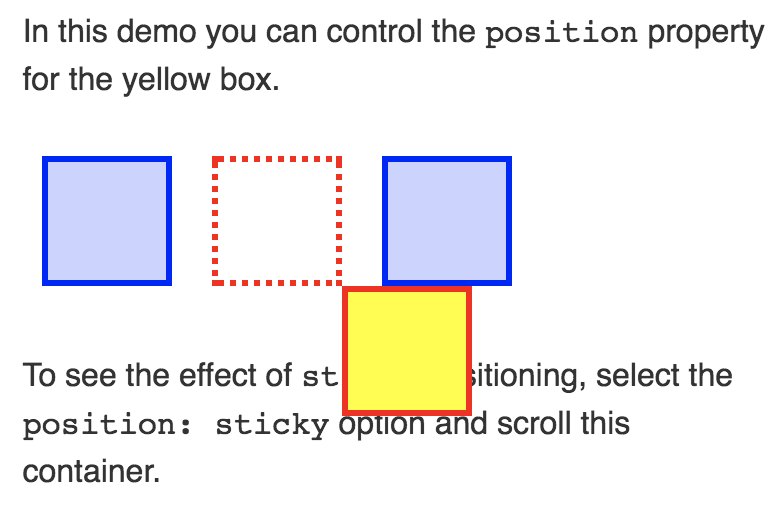 In this demo you can control the position property
for the yellow box.
To see the effect of st sitioning, select the
position: sticky option and scroll this
container.